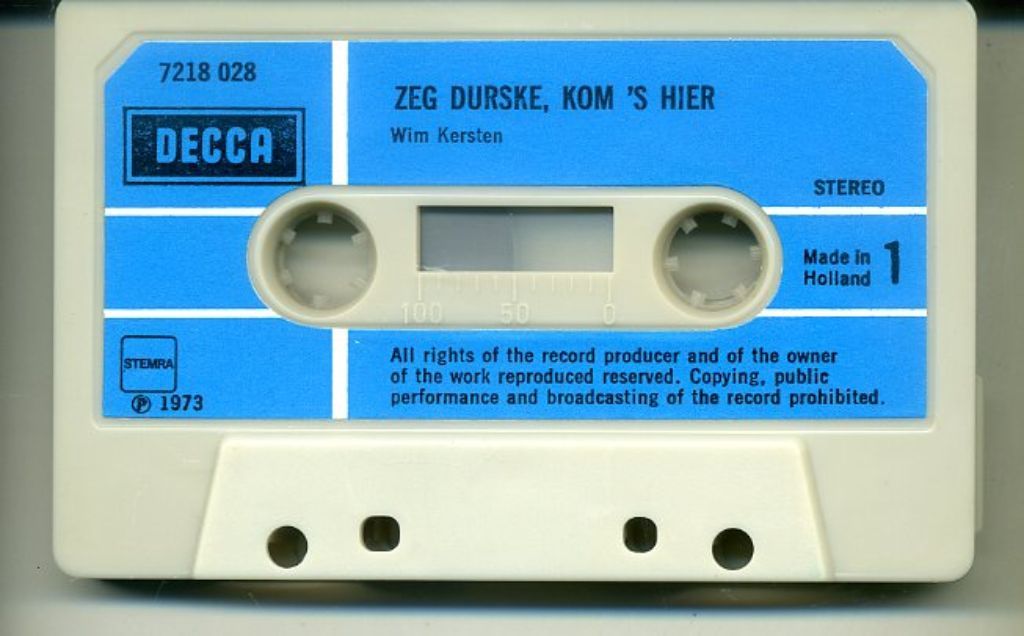 7218 028
DECCA
ZEG DURSKE, KOM 'S HIER
Wim Kersten
STEREO
Made in
Holland
1
100 50 0
STEMRA
Ⓟ 1973
All rights of the record producer and of the owner
of the work reproduced reserved. Copying, public
performance and broadcasting of the record prohibited.